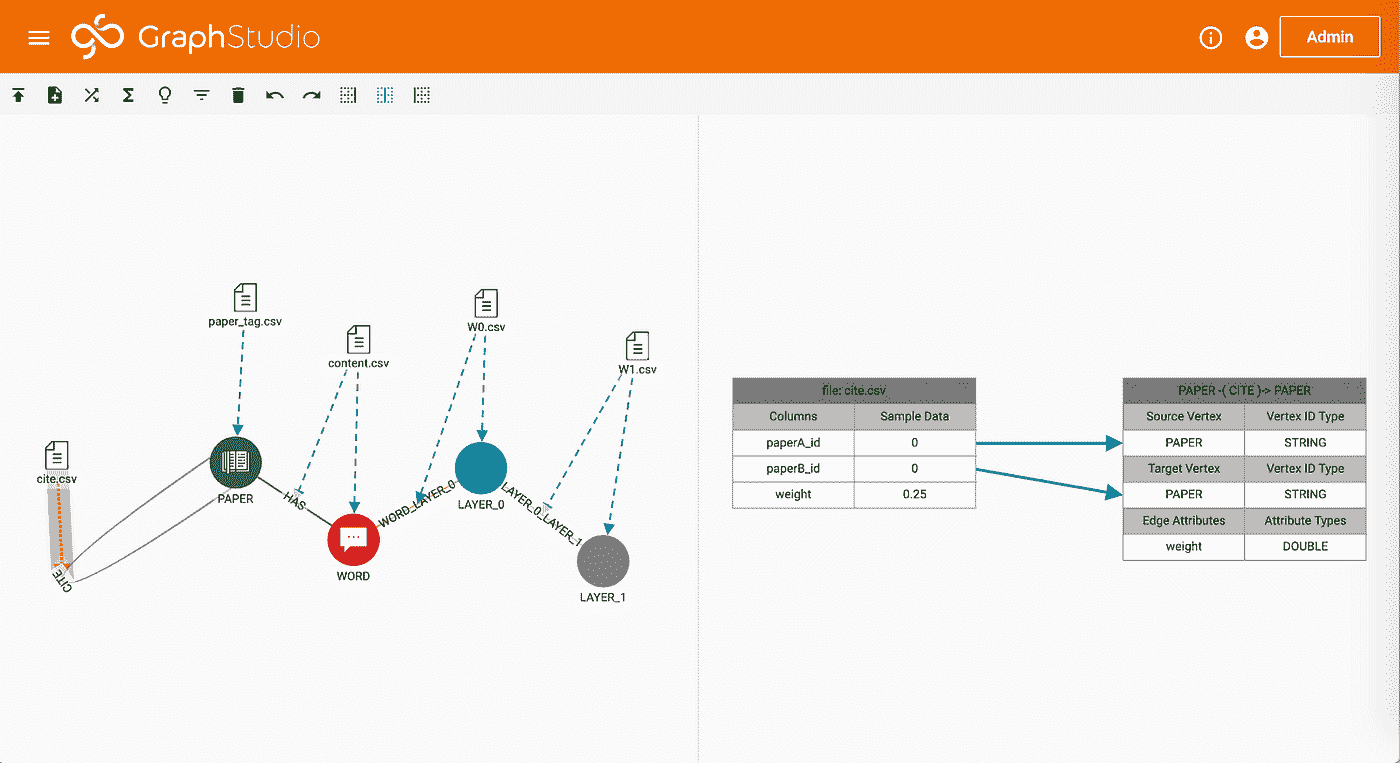 GraphStudio
Admin
paper_tag.csv
content.csv
W0.csv
W1.csv
cite.csv
CITE
PAPER
HAS
WORD
WORD_LAYER_0
LAYER_0
LAYER_0_LAYER_1
LAYER_1
file: cite.csv
Columns Sample Data
paperA_id 0
paperB_id 0
weight 0.25
PAPER -( CITE )-> PAPER
Source Vertex Vertex ID Type
PAPER STRING
Target Vertex Vertex ID Type
PAPER STRING
Edge Attributes Attribute Types
weight DOUBLE